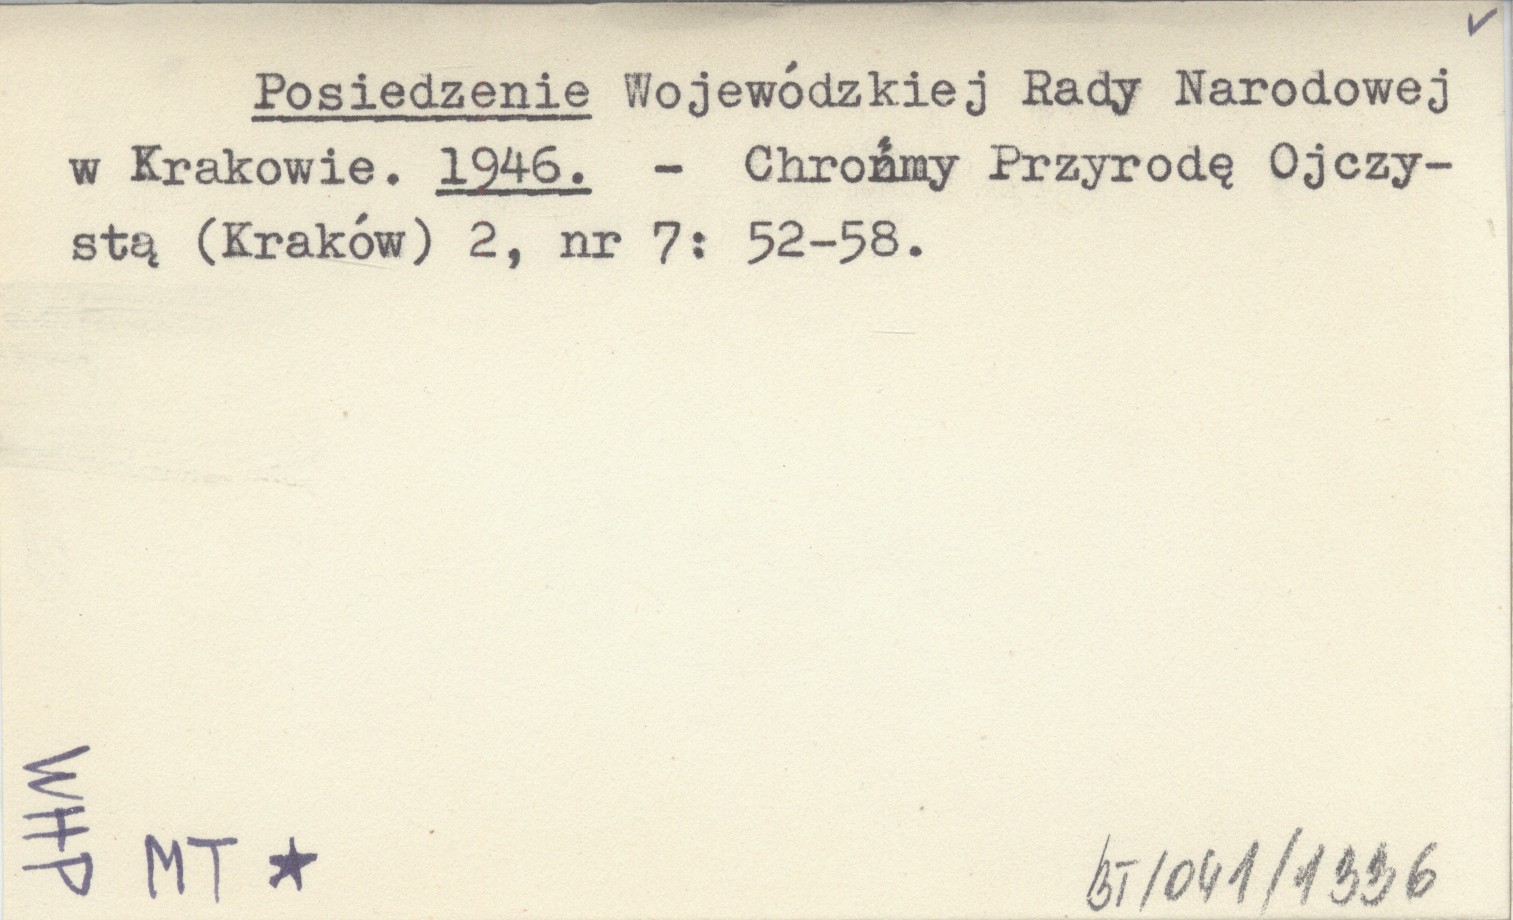 Posiedzenie Wojewódzkiej Rady Narodowej
w Krakowie. 1946. - Chrońmy Przyrodę Ojczy-
stą (Kraków) 2, nr 7: 52-58.
WHP
MT ★
BT/041/1336